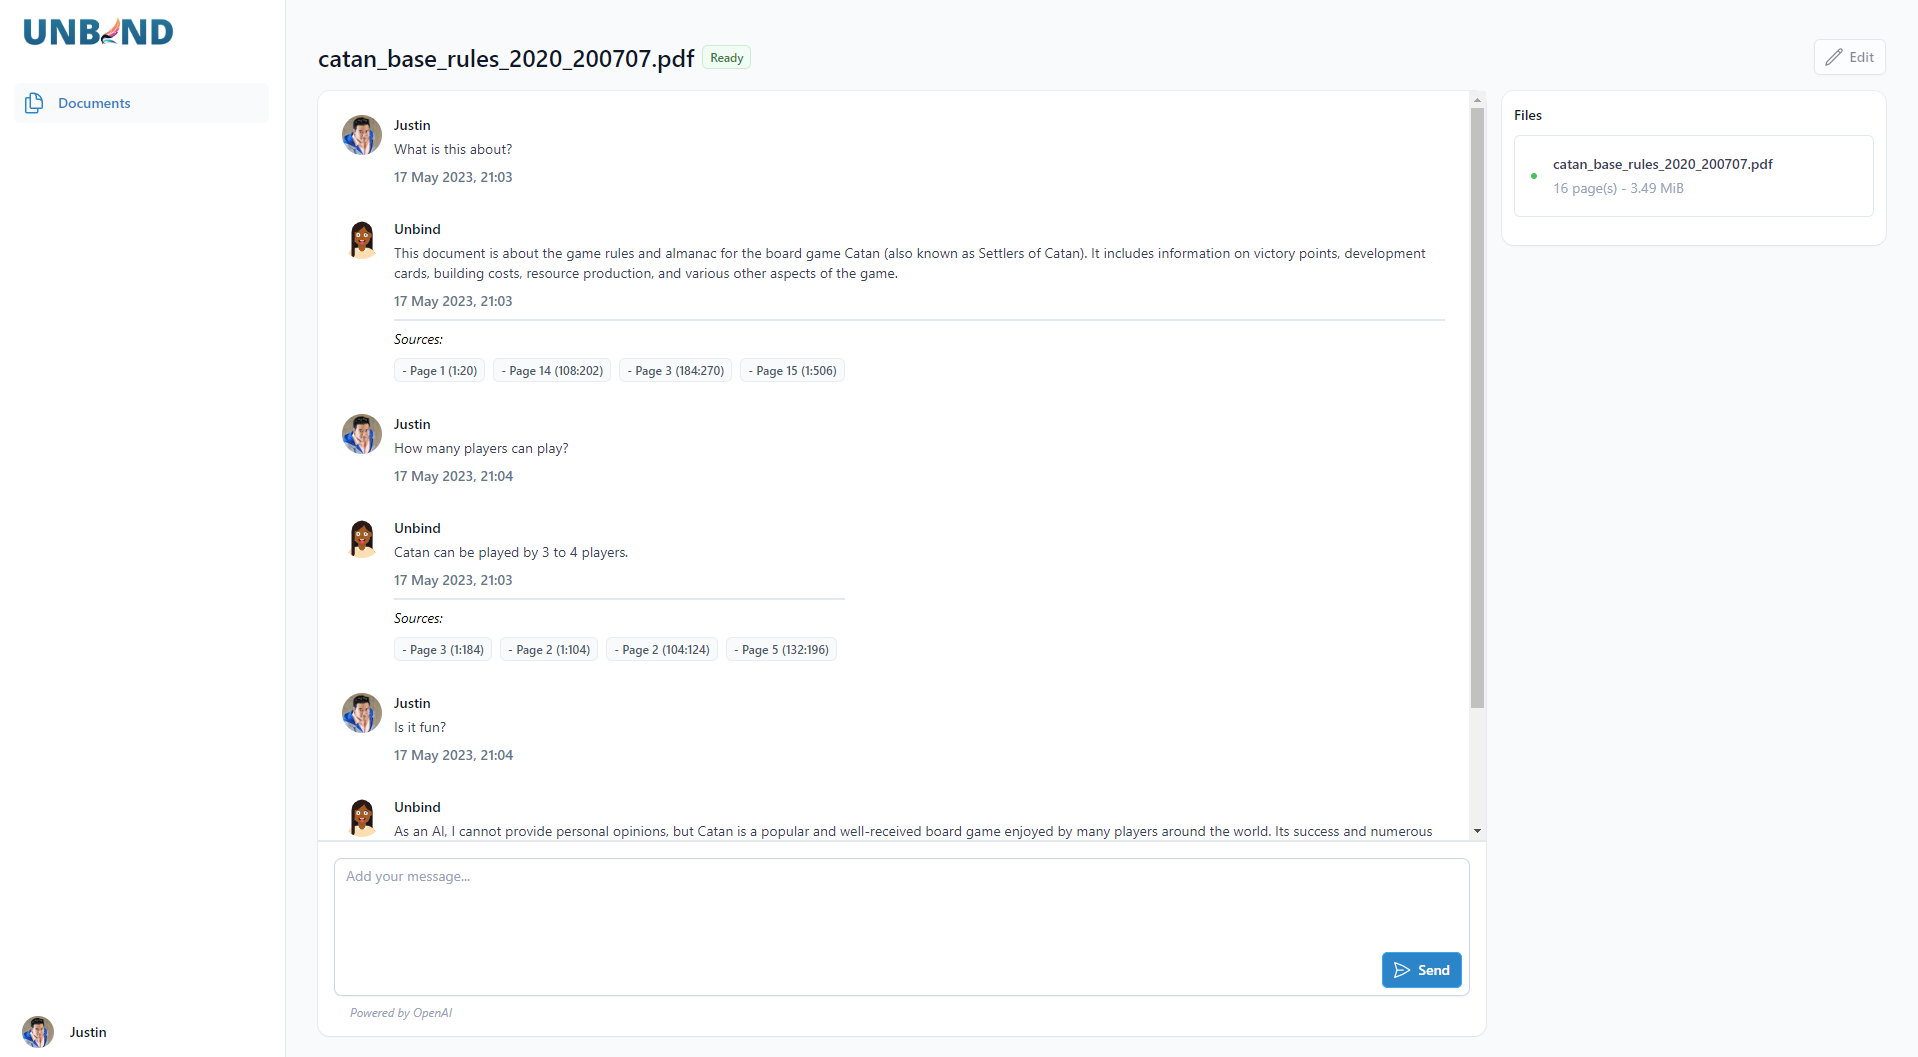 UNBIND
Documents
catan_base_rules_2020_200707.pdf
Ready
Edit
Justin
What is this about?
17 May 2023, 21:03
Unbind
This document is about the game rules and almanac for the board game Catan (also known as Settlers of Catan). It includes information on victory points, development
cards, building costs, resource production, and various other aspects of the game.
17 May 2023, 21:03
Sources:
- Page 1 (1:20) - Page 14 (108:202) - Page 3 (184:270) - Page 15 (1:506)
Justin
How many players can play?
17 May 2023, 21:04
Unbind
Catan can be played by 3 to 4 players.
17 May 2023, 21:03
Sources:
- Page 3 (1:184) - Page 2 (1:104) - Page 2 (104:124) - Page 5 (132:196)
Justin
Is it fun?
17 May 2023, 21:04
Unbind
As an AI, I cannot provide personal opinions, but Catan is a popular and well-received board game enjoyed by many players around the world. Its success and numerous
Add your message...
Send
Powered by OpenAI
Files
catan_base_rules_2020_200707.pdf
16 page(s) - 3.49 MiB
Justin